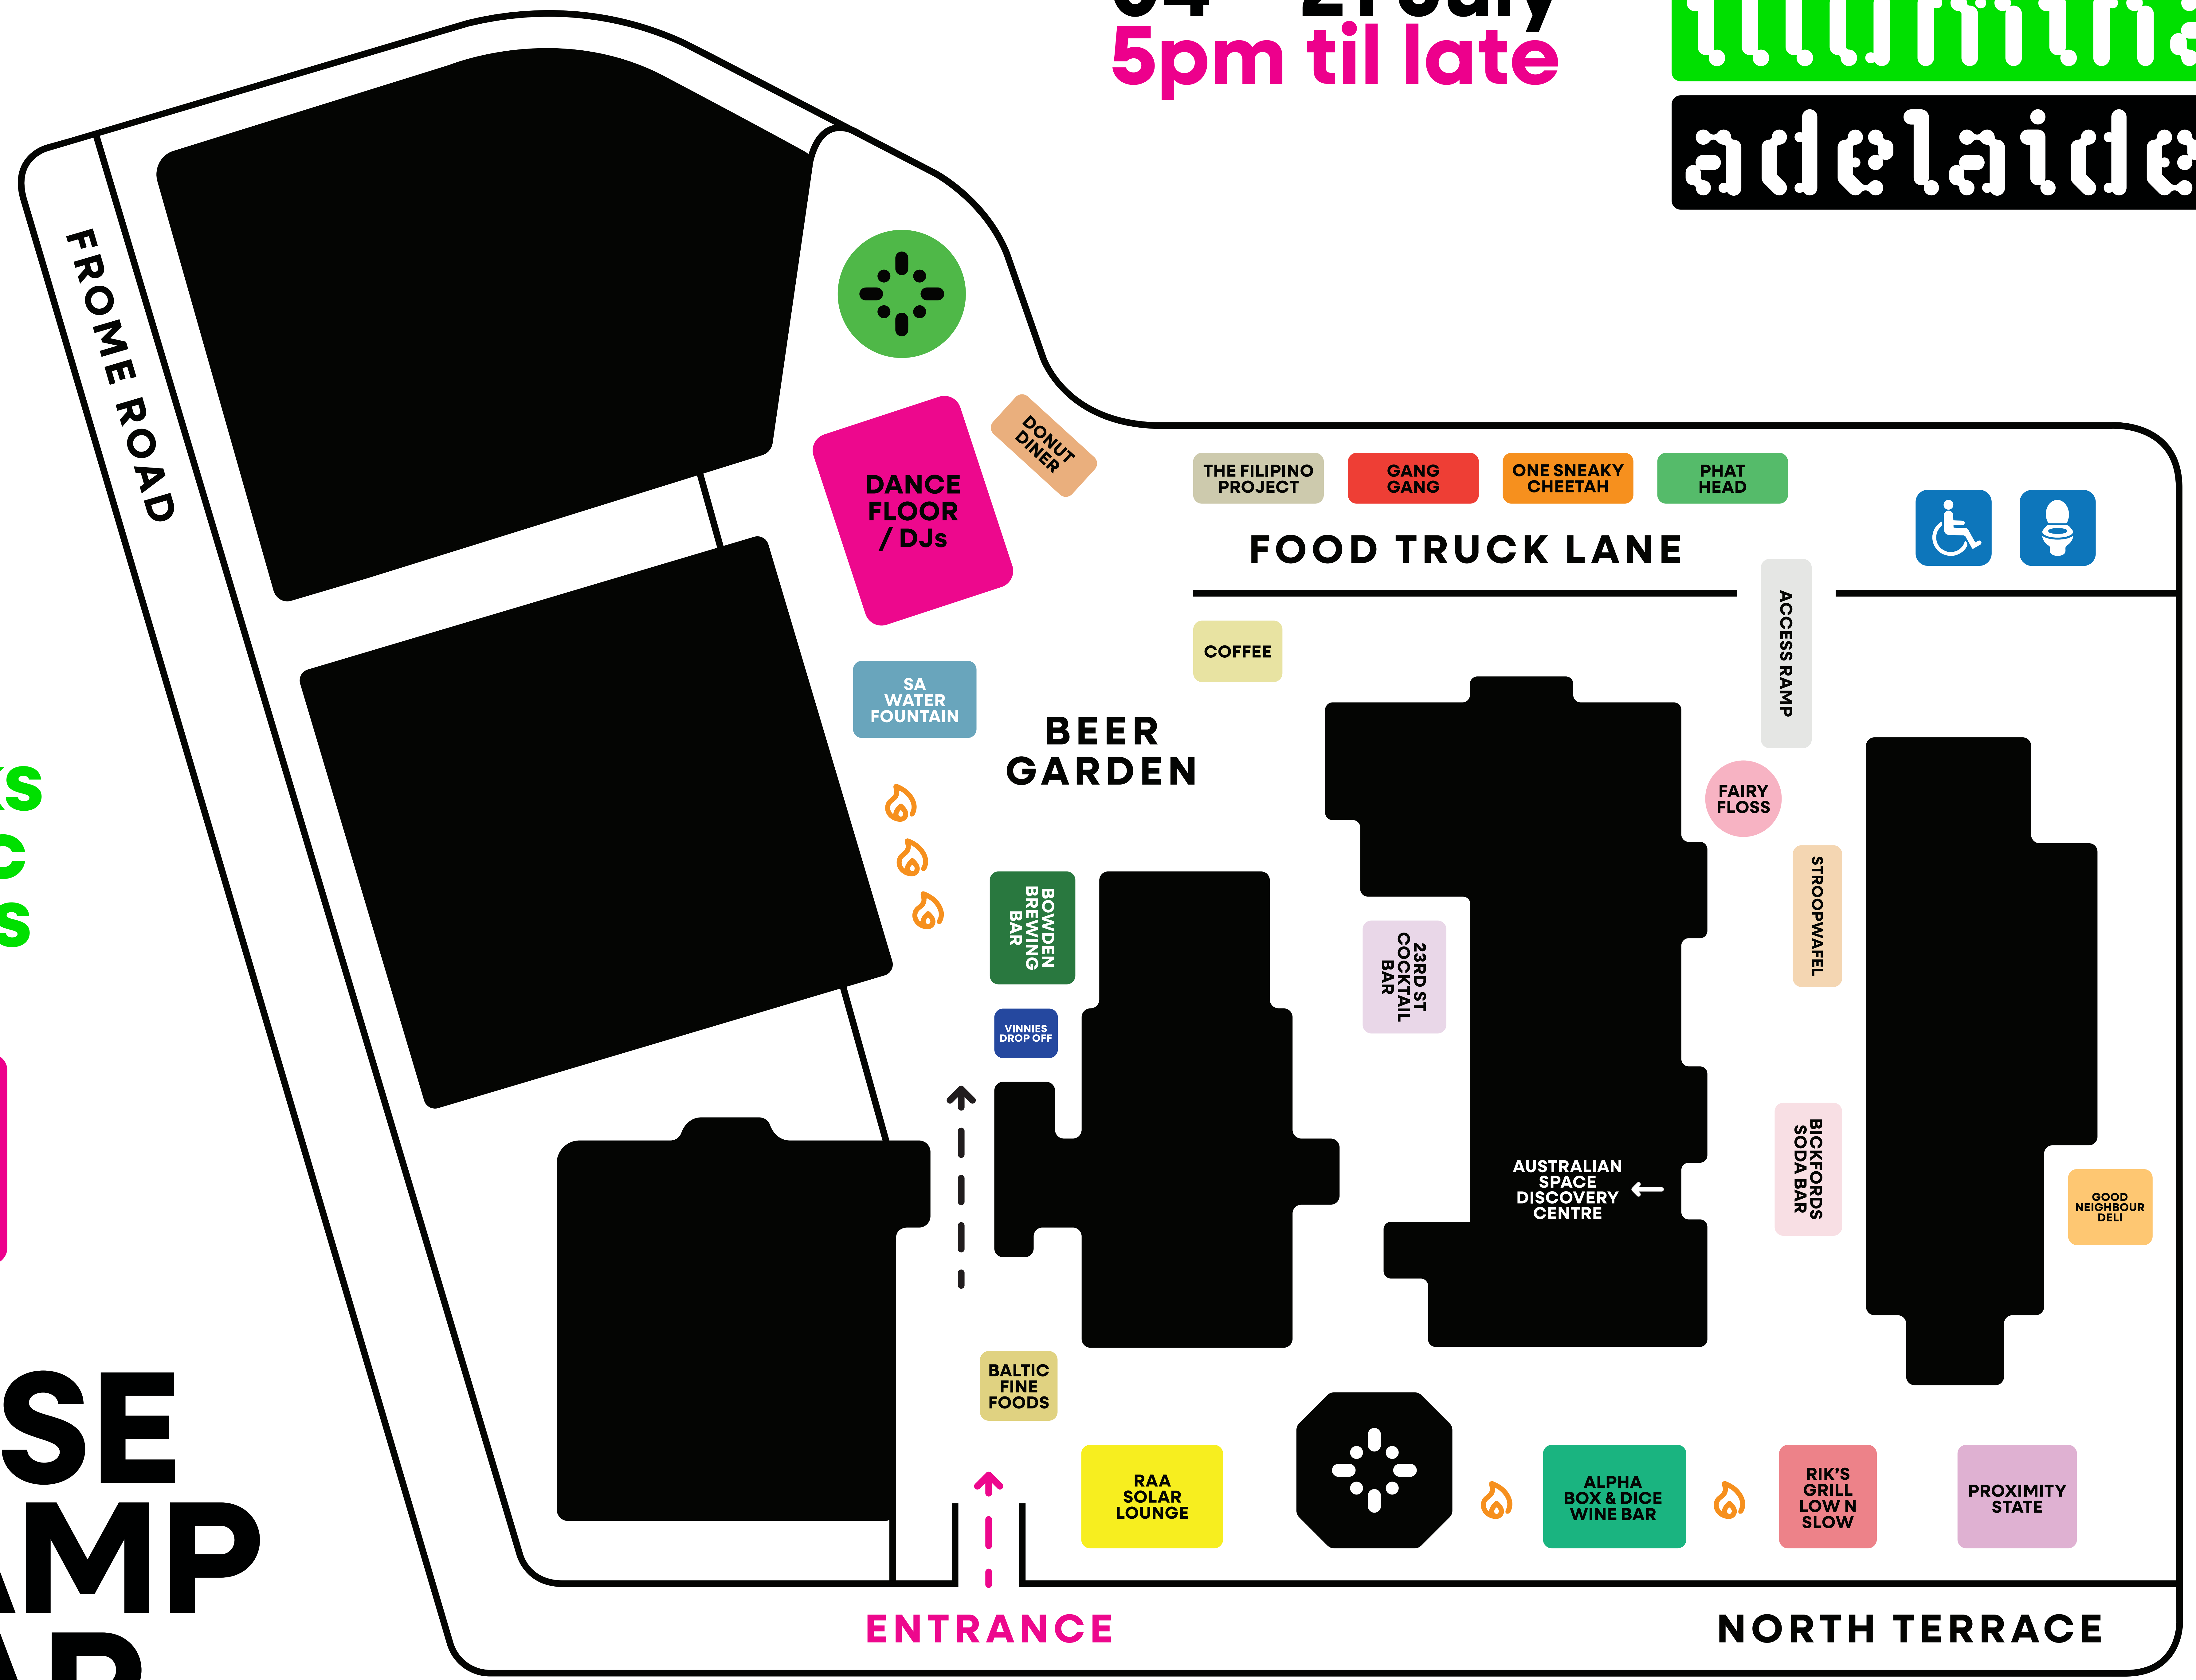 5pm til late
adelaide
FROME ROAD
DONUT
DINER
DANCE
FLOOR
/ DJs
THE FILIPINO
PROJECT
GANG
GANG
ONE SNEAKY
CHEETAH
PHAT
HEAD
FOOD TRUCK LANE
ACCESS RAMP
COFFEE
SA
WATER
FOUNTAIN
BEER
GARDEN
FAIRY
FLOSS
BOWDEN
BREWING
BAR
23RD ST
COCKTAIL
BAR
STROOPWAFEL
VINNIES
DROP OFF
BICKFORDS
SODA BAR
AUSTRALIAN
SPACE
DISCOVERY
CENTRE
GOOD
NEIGHBOUR
DELI
BALTIC
FINE
FOODS
RAA
SOLAR
LOUNGE
ALPHA
BOX & DICE
WINE BAR
RIK'S
GRILL
LOW N
SLOW
PROXIMITY
STATE
ENTRANCE
NORTH TERRACE